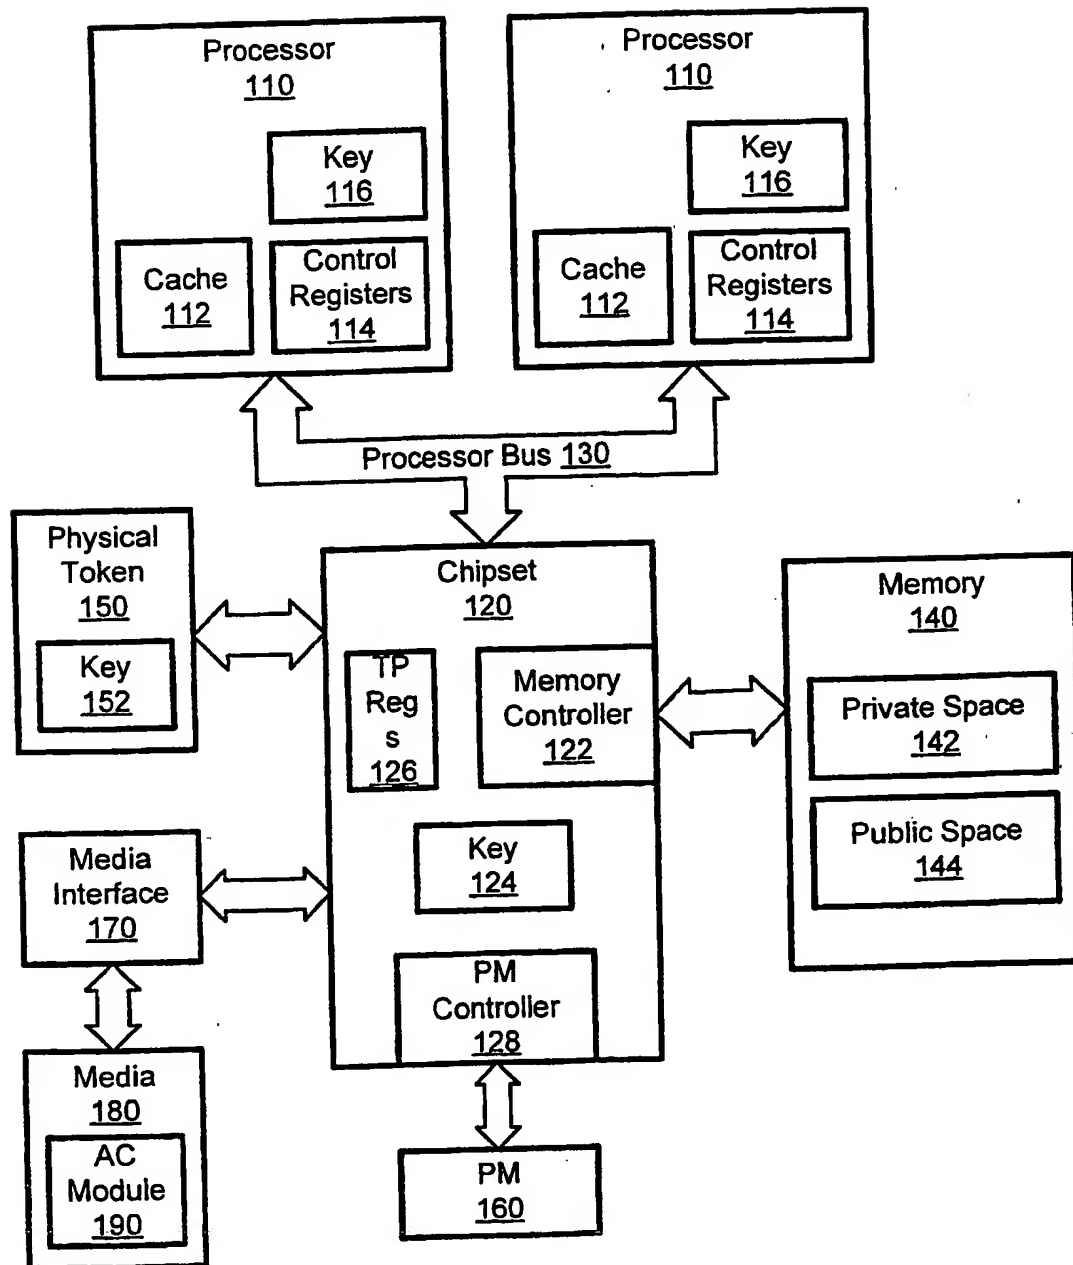 Processor
110
Key
116
Cache
112
Control
Registers
114
Processor
110
Key
116
Cache
112
Control
Registers
114
Processor Bus 130
Physical
Token
150
Key
152
Chipset
120
TP
Reg
s
126
Memory
Controller
122
Key
124
PM
Controller
128
Memory
140
Private Space
142
Public Space
144
Media
Interface
170
Media
180
AC
Module
190
PM
160